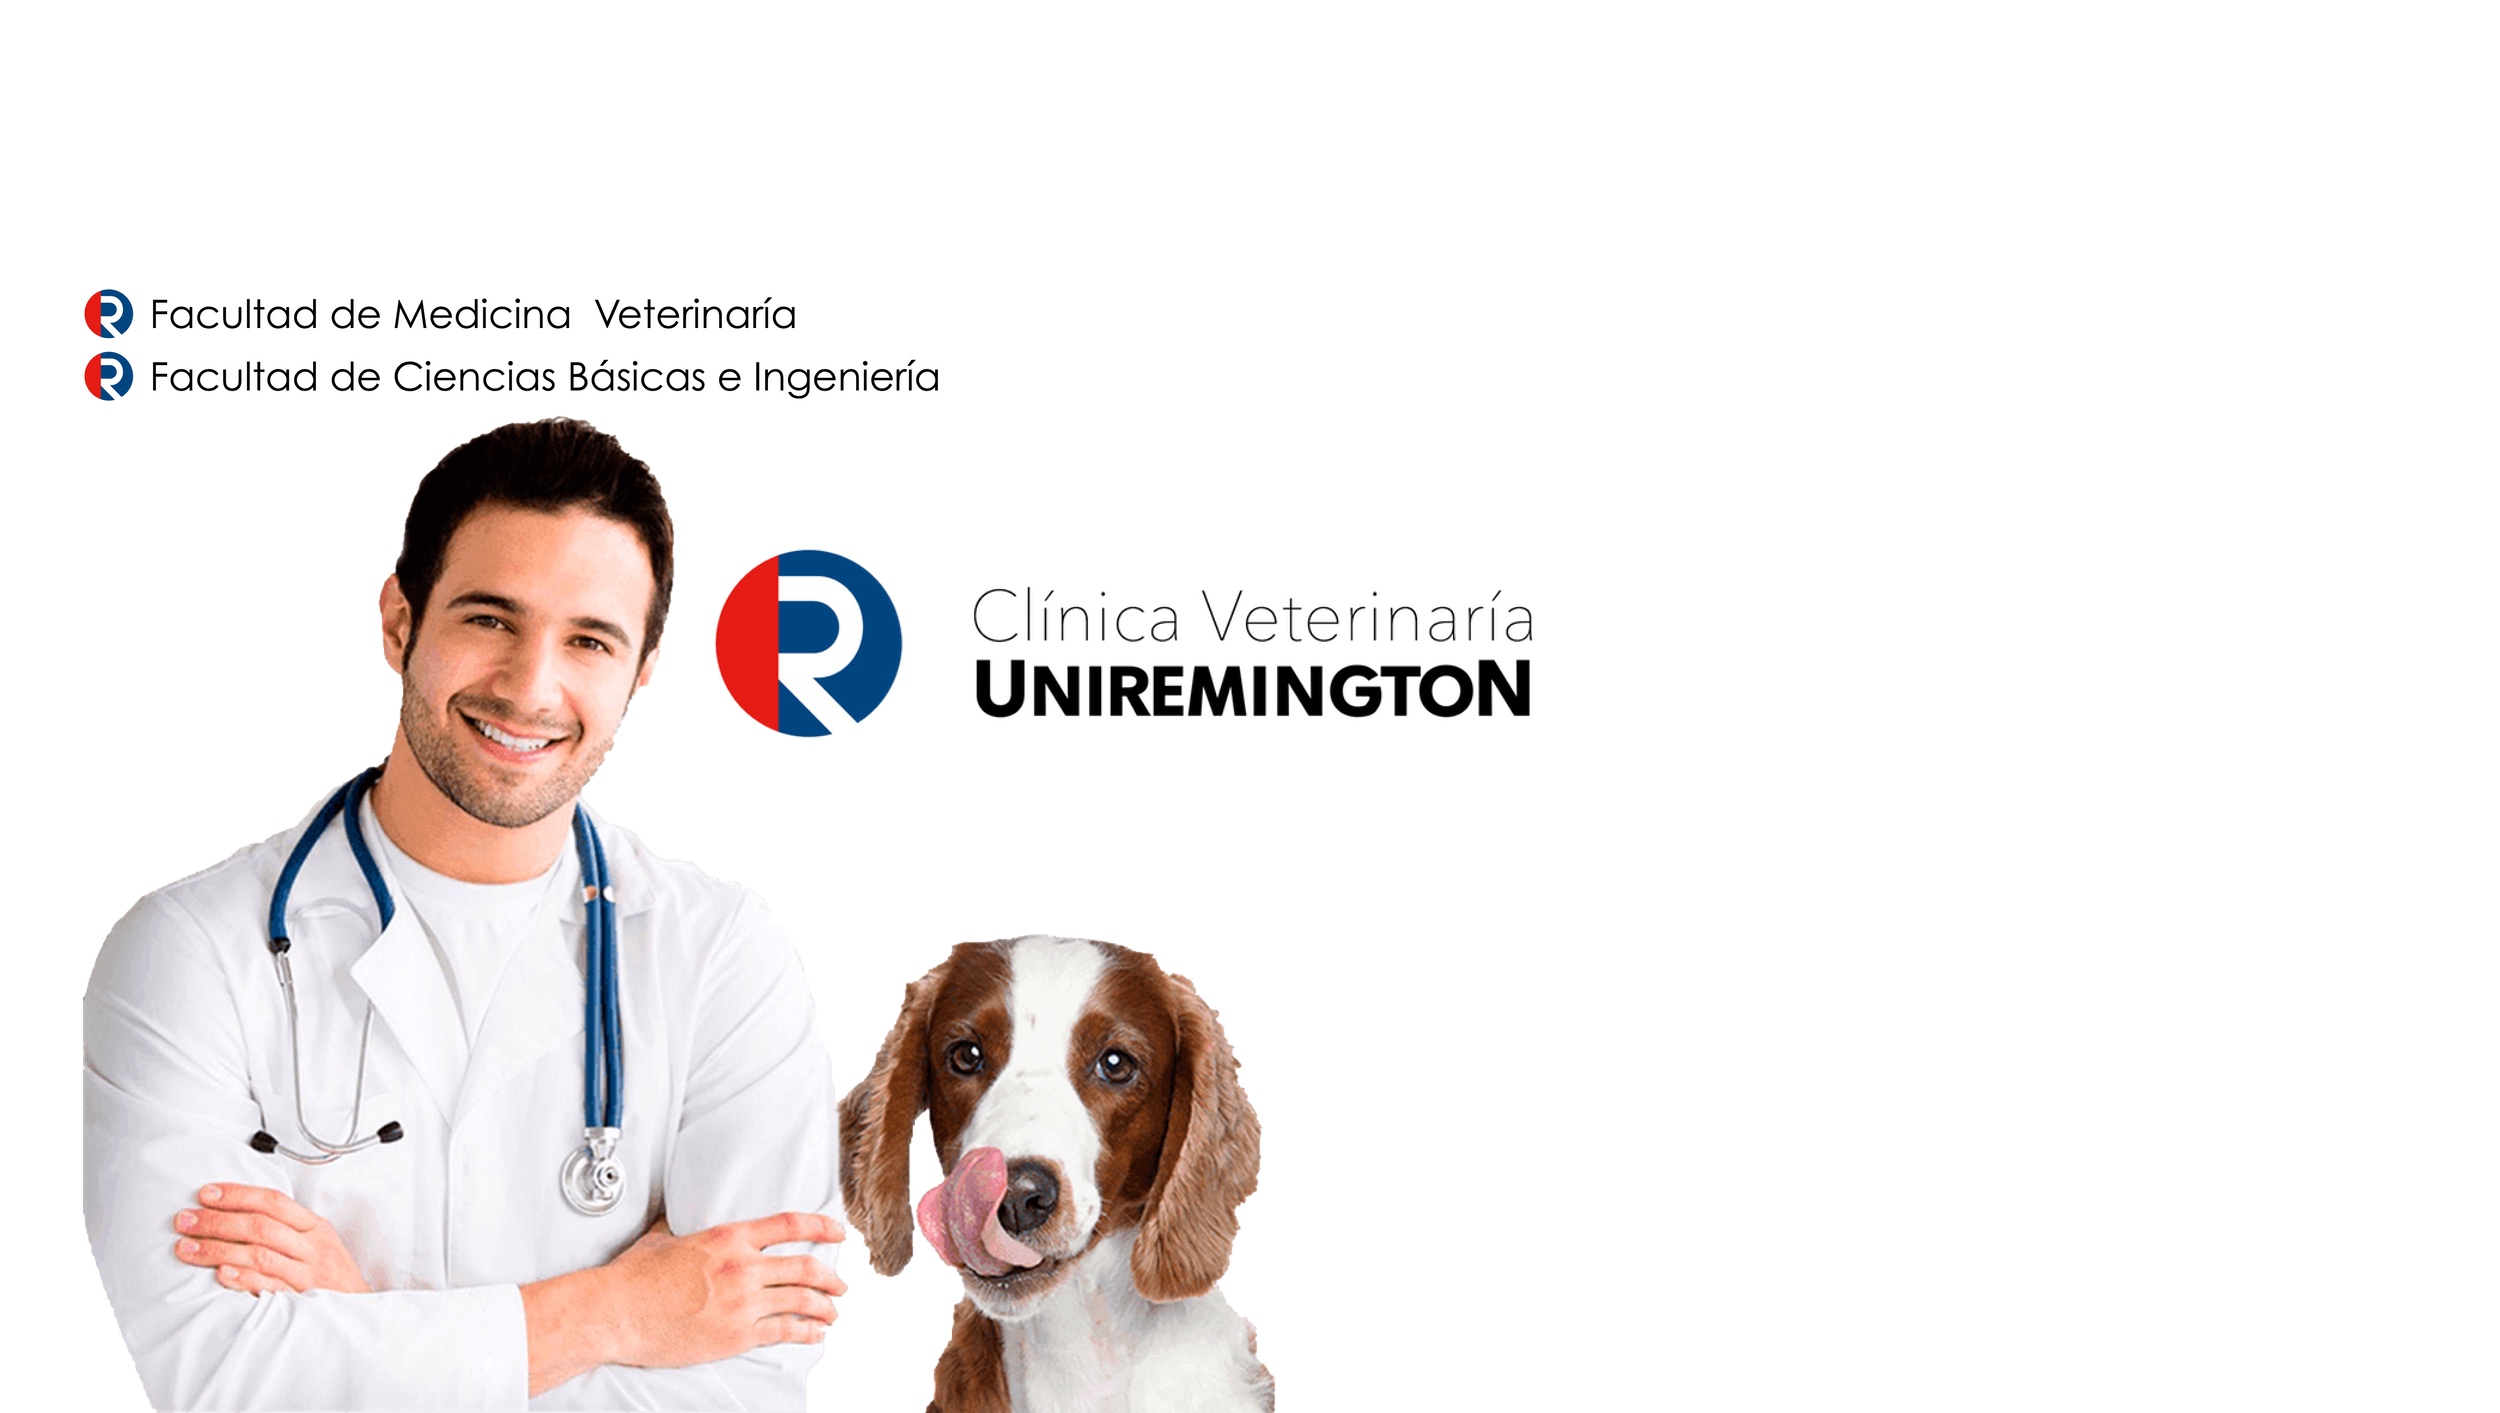 Facultad de Medicina  Veterinaría
Facultad de Ciencias Básicas e Ingeniería
Clínica Veterinaría
UNIREMINGTON